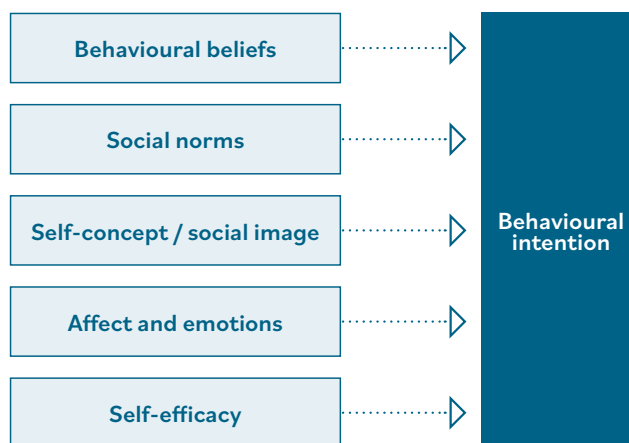 Behavioural beliefs
Social norms
Self-concept / social image
Affect and emotions
Self-efficacy
Behavioural
intention